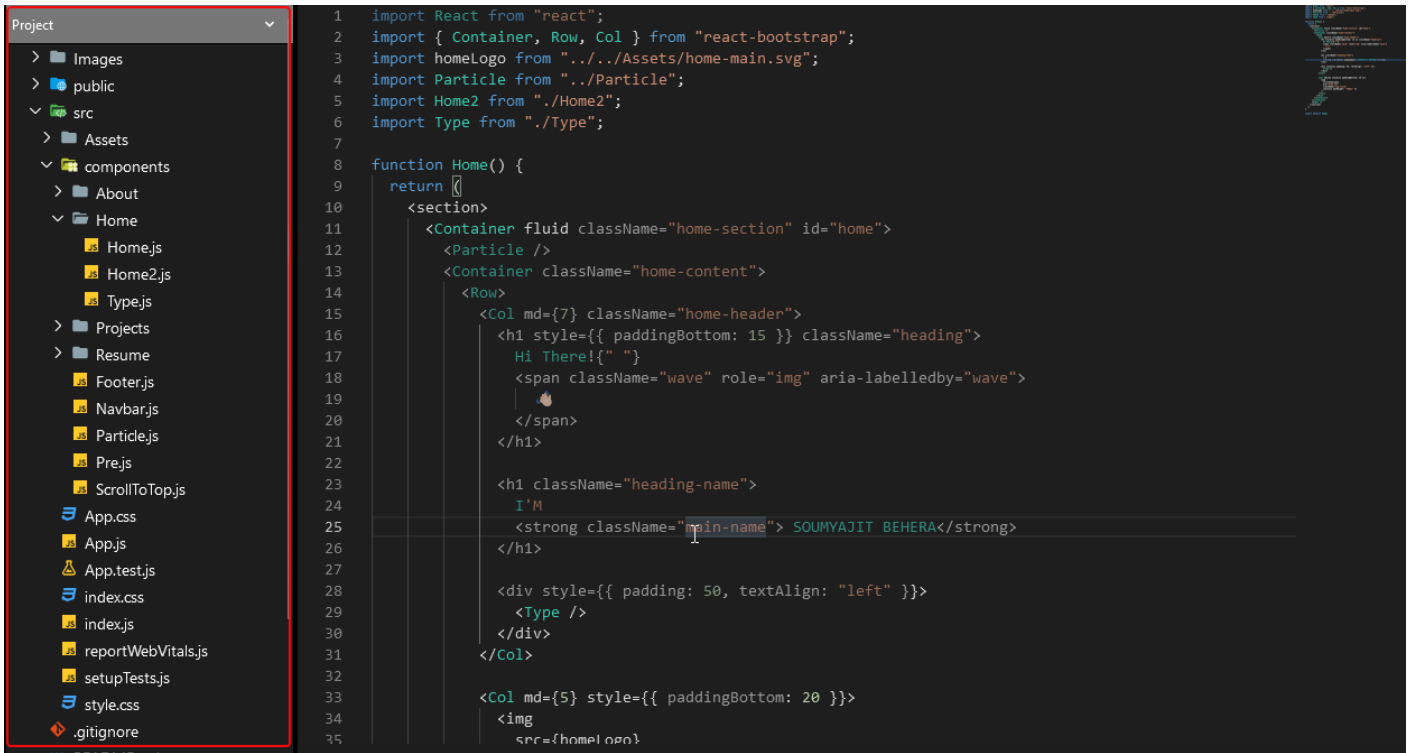 Project
Images
public
src
Assets
components
About
Home
Home.js
Home2.js
Type.js
Projects
Resume
Footer.js
Navbar.js
Particle.js
Pre.js
ScrollToTop.js
App.css
App.js
App.test.js
index.css
index.js
reportWebVitals.js
setupTests.js
style.css
.gitignore
1 import React from "react";
2 import { Container, Row, Col } from "react-bootstrap";
3 import homeLogo from "../../Assets/home-main.svg";
4 import Particle from "../Particle";
5 import Home2 from "./Home2";
6 import Type from "./Type";
7
8 function Home() {
9 return (
10 <section>
11 <Container fluid className="home-section" id="home">
12 <Particle />
13 <Container className="home-content">
14 <Row>
15 <Col md={7} className="home-header">
16 <h1 style={{ paddingBottom: 15 }} className="heading">
17 Hi There!{" "}
18 <span className="wave" role="img" aria-labelledby="wave">
19 👋🏻
20 </span>
21 </h1>
22
23 <h1 className="heading-name">
24 I'M
25 <strong className="main-name"> SOUMYAJIT BEHERA</strong>
26 </h1>
27
28 <div style={{ padding: 50, textAlign: "left" }}>
29 <Type />
30 </div>
31 </Col>
32
33 <Col md={5} style={{ paddingBottom: 20 }}>
34 <img
35 src={homeLogo}